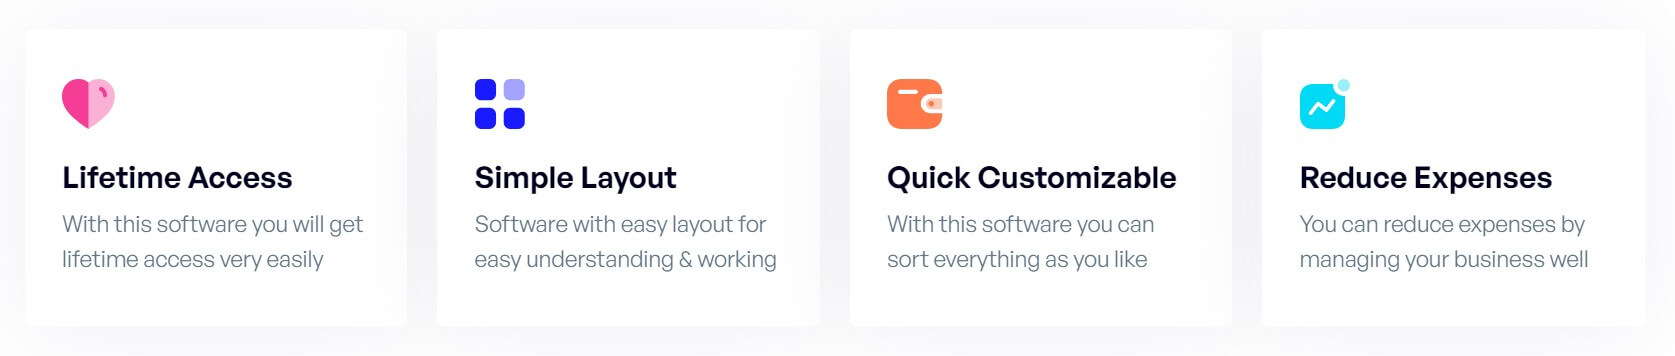 Lifetime Access
With this software you will get
lifetime access very easily
Simple Layout
Software with easy layout for
easy understanding & working
Quick Customizable
With this software you can
sort everything as you like
Reduce Expenses
You can reduce expenses by
managing your business well